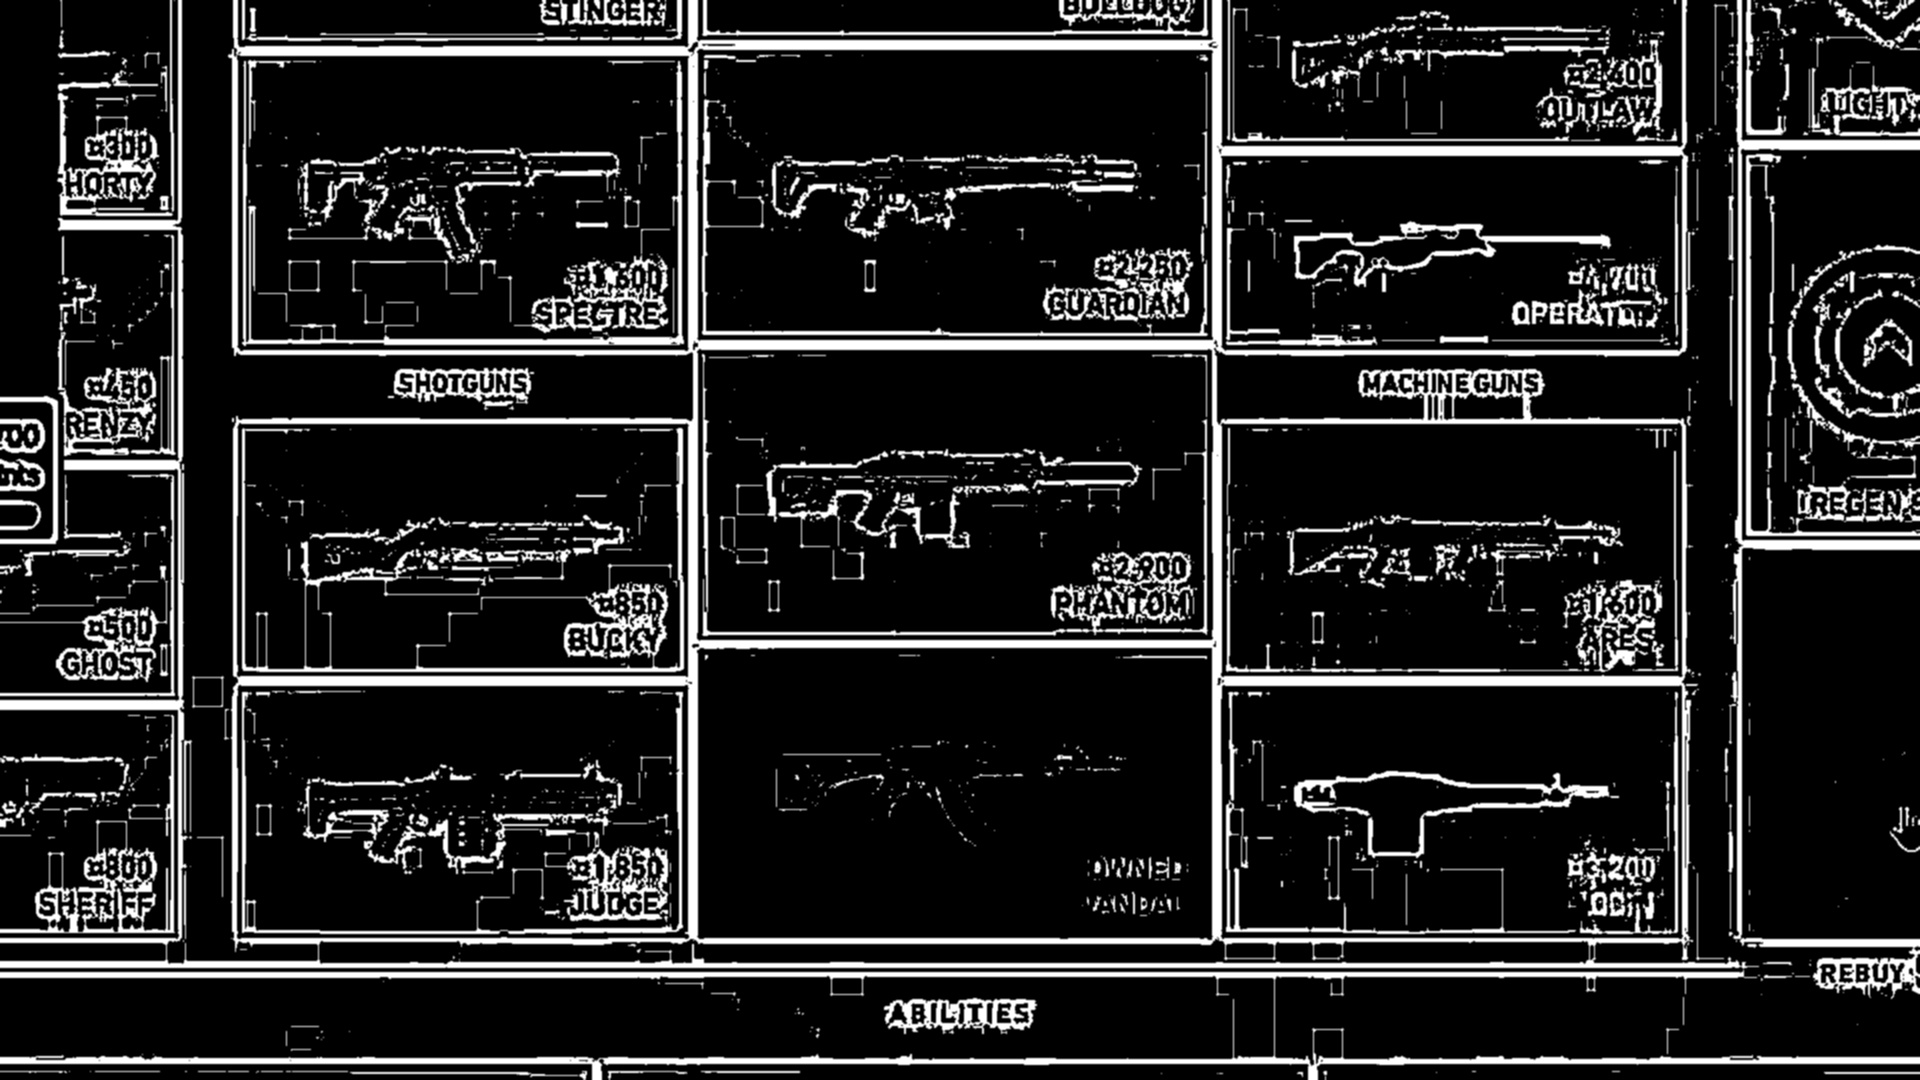 STINGER
BULLDOG
¤300
HORTY
¤450
RENZY
700
¤500
GHOST
¤800
SHERIFF
¤1,600
SPECTRE
SHOTGUNS
¤850
BUCKY
¤1,850
JUDGE
¤2,250
GUARDIAN
¤2,900
PHANTOM
OWNED
VANDAL
¤2,400
OUTLAW
¤4,700
OPERATOR
MACHINE GUNS
¤1,600
ARES
¤3,200
ODIN
LIGHT
REGEN S
REBUY
ABILITIES